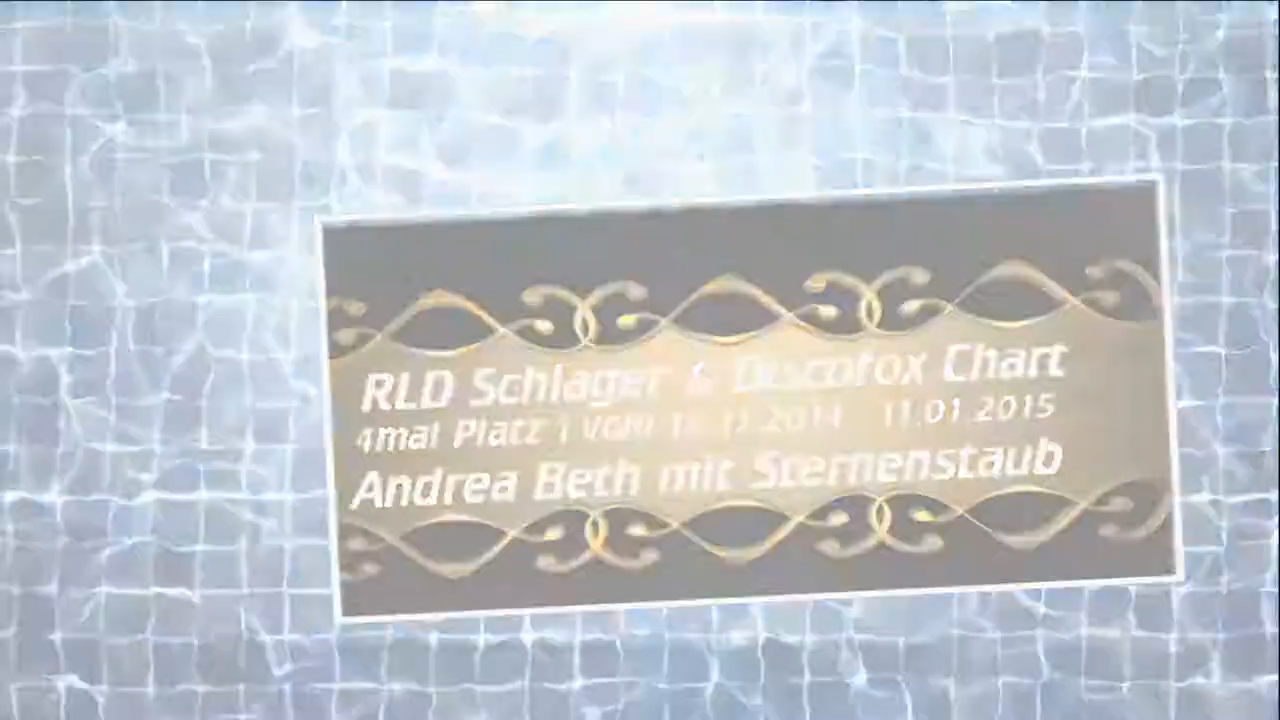 RLD Schlager & Discofox Chart
4mal Platz 1 vom 11.01.2015
Andrea Beth mit Sternenstaub